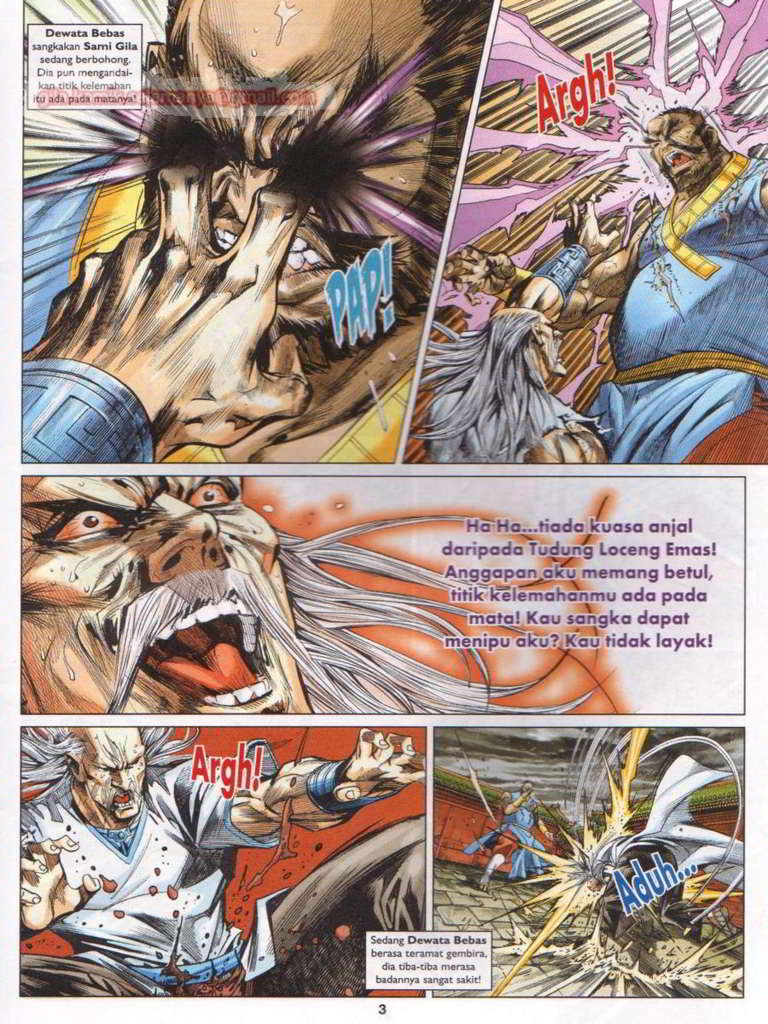 Dewata Bebas
sangkakan Sami Gila
sedang berbohong.
Dia pun mengandai-
kan titik kelemahan
itu ada pada matanya!
PAP!
Argh!
Ha Ha...tiada kuasa anjal
daripada Tudung Loceng Emas!
Anggapan aku memang betul,
titik kelemahanmu ada pada
mata! Kau sangka dapat
menipu aku? Kau tidak layak!
Argh!
Aduh...
Sedang Dewata Bebas
berasa teramat gembira,
dia tiba-tiba merasa
badannya sangat sakit!
3